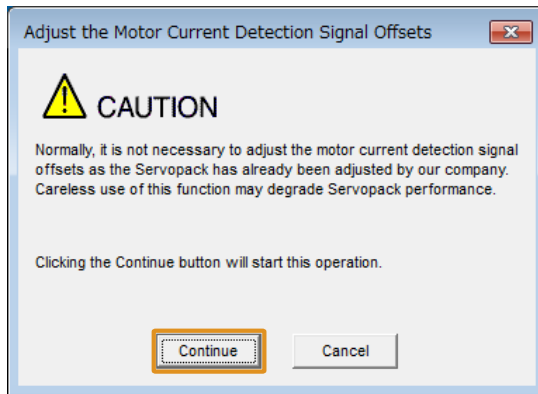 Adjust the Motor Current Detection Signal Offsets
CAUTION
Normally, it is not necessary to adjust the motor current detection signal
offsets as the Servopack has already been adjusted by our company.
Careless use of this function may degrade Servopack performance.
Clicking the Continue button will start this operation.
Continue
Cancel